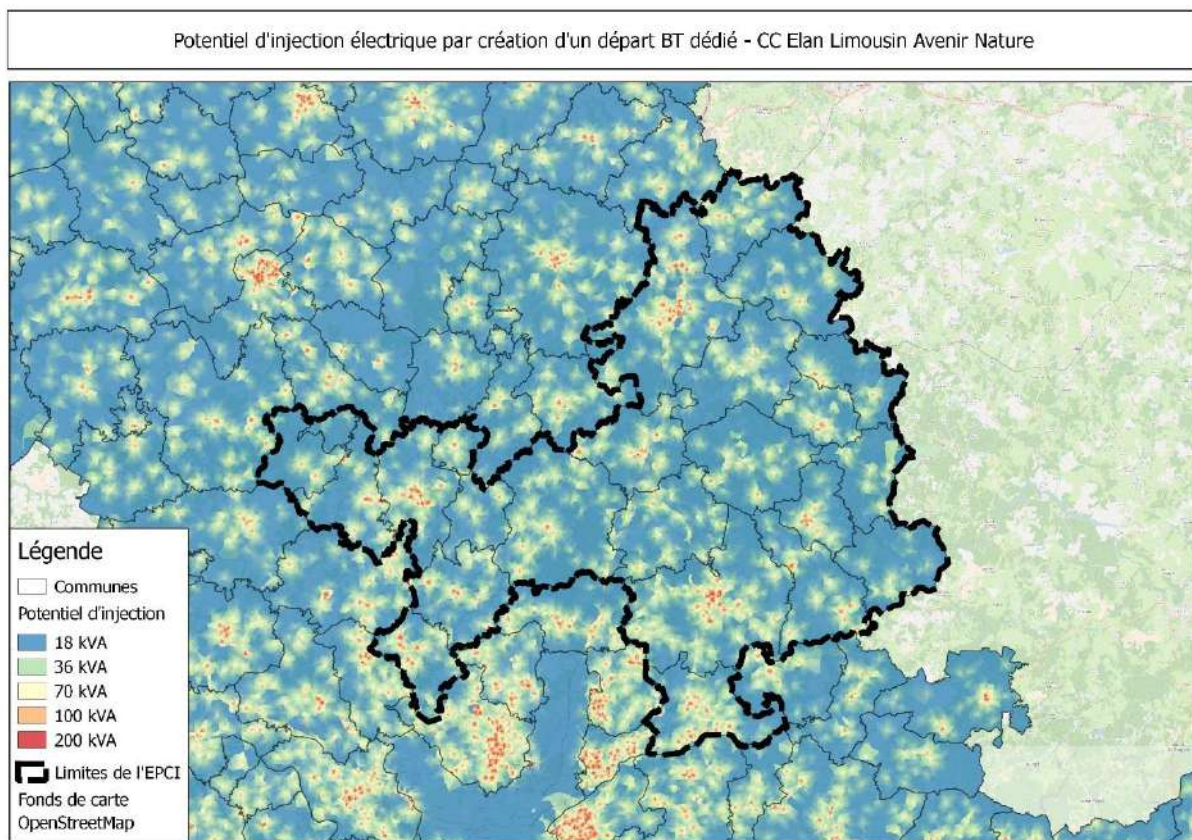 Potentiel d'injection électrique par création d'un départ BT dédié - CC Elan Limousin Avenir Nature
Légende
Communes
Potentiel d'injection
18 kVA
36 kVA
70 kVA
100 kVA
200 kVA
Limites de l'EPCI
Fonds de carte
OpenStreetMap